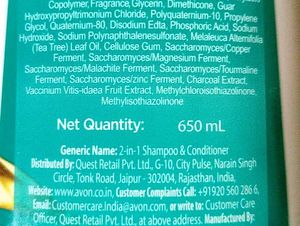 Copolymer, Fragrance, Glycerin, Dimethicone, Guar
Hydroxypropyltrimonium Chloride, Polyquaternium-10, Propylene
Glycol, Quaternium-80, Disodium Edta, Phosphoric Acid, Sodium
Hydroxide, Sodium Polynaphthalenesulfonate, Melaleuca Alternifolia
(Tea Tree) Leaf Oil, Cellulose Gum, Saccharomyces/Copper
Ferment, Saccharomyces/Magnesium Ferment,
Saccharomyces/Malachite Ferment, Saccharomyces/Tourmaline
Ferment, Saccharomyces/zinc Ferment, Charcoal Extract,
Vaccinium Vitis-idaea Fruit Extract, Methylchloroisothiazolinone,
Methylisothiazolinone
Net Quantity: 650 mL
Generic Name: 2-in-1 Shampoo & Conditioner
Distributed By: Quest Retail Pvt. Ltd., G-10, City Pulse, Narain Singh
Circle, Tonk Road, Jaipur - 302004, Rajasthan, India,
Website:www.avon.co.in, Customer Complaints Call: +91920 560 286 6,
Email: Customercare.India@avon.com, or write to: Customer Care
Officer, Quest Retail Pvt. Ltd., at above address. Manufactured By: